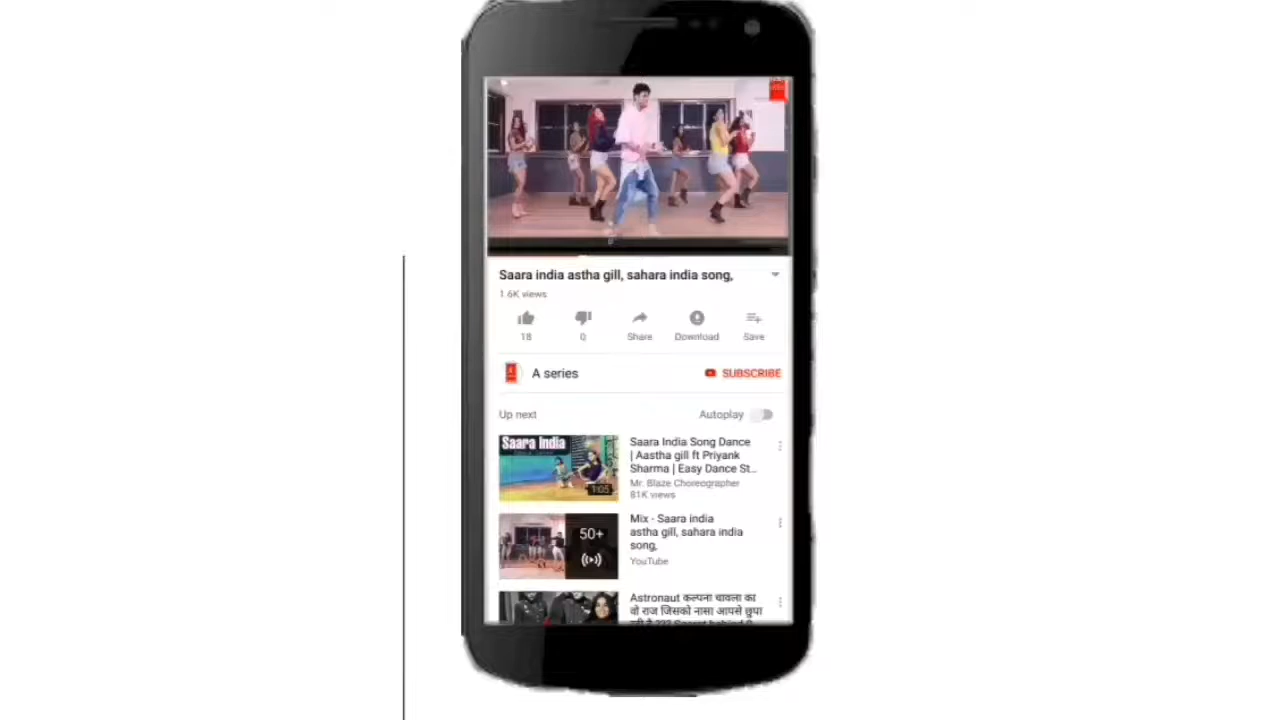 Saara india astha gill, sahara india song,
1.6K views
18
0
Share
Download
Save
A series
SUBSCRIBE
Up next
Autoplay
Saara India
1:05
Saara India Song Dance
| Aastha gill ft Priyank
Sharma | Easy Dance St...
Mr. Blaze Choreographer
81K views
50+
Mix - Saara india
astha gill, sahara india
song,
YouTube
Astronaut कल्पना चावला का
वो राज जिसको नासा आपसे छुपा